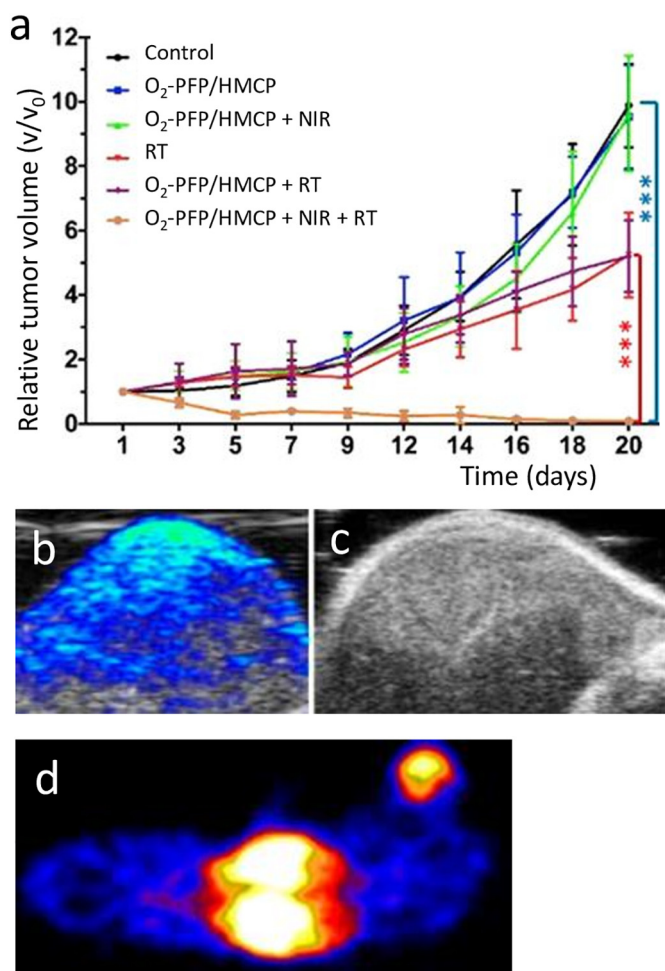 a
12
10
8
6
4
2
0
Relative tumor volume (v/v₀)
Control
O₂-PFP/HMCP
O₂-PFP/HMCP + NIR
RT
O₂-PFP/HMCP + RT
O₂-PFP/HMCP + NIR + RT
***
***
1 3 5 7 9 12 14 16 18 20
Time (days)
b
c
d